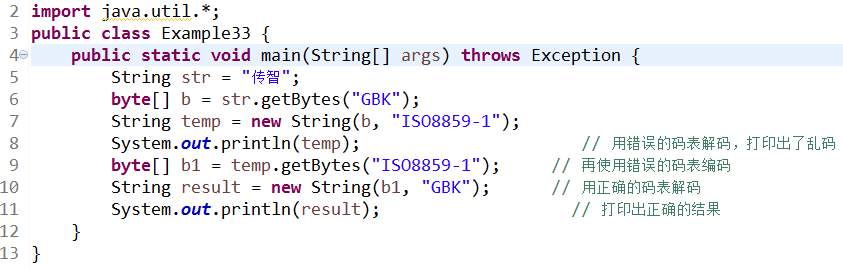 2 import java.util.*;
3 public class Example33 {
4 public static void main(String[] args) throws Exception {
5 String str = "传智";
6 byte[] b = str.getBytes("GBK");
7 String temp = new String(b, "ISO8859-1");
8 System.out.println(temp); // 用错误的码表解码，打印出了乱码
9 byte[] b1 = temp.getBytes("ISO8859-1"); // 再使用错误的码表编码
10 String result = new String(b1, "GBK"); // 用正确的码表解码
11 System.out.println(result); // 打印出正确的结果
12 }
13 }